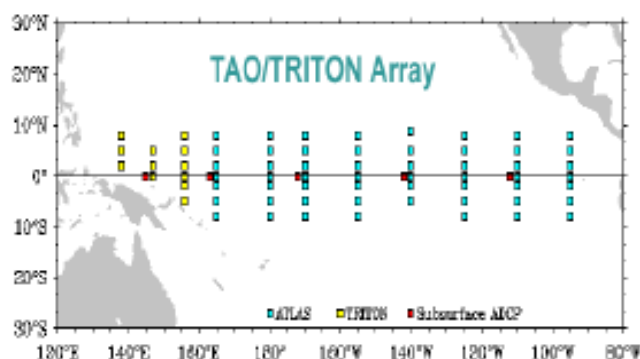 30°N
TAO/TRITON Array
20°N
10°N
0°
10°S
20°S
ATLAS TRITON Subsurface ADCP
30°S
120°E 140°E 160°E 180° 160°W 140°W 120°W 100°W 80°W